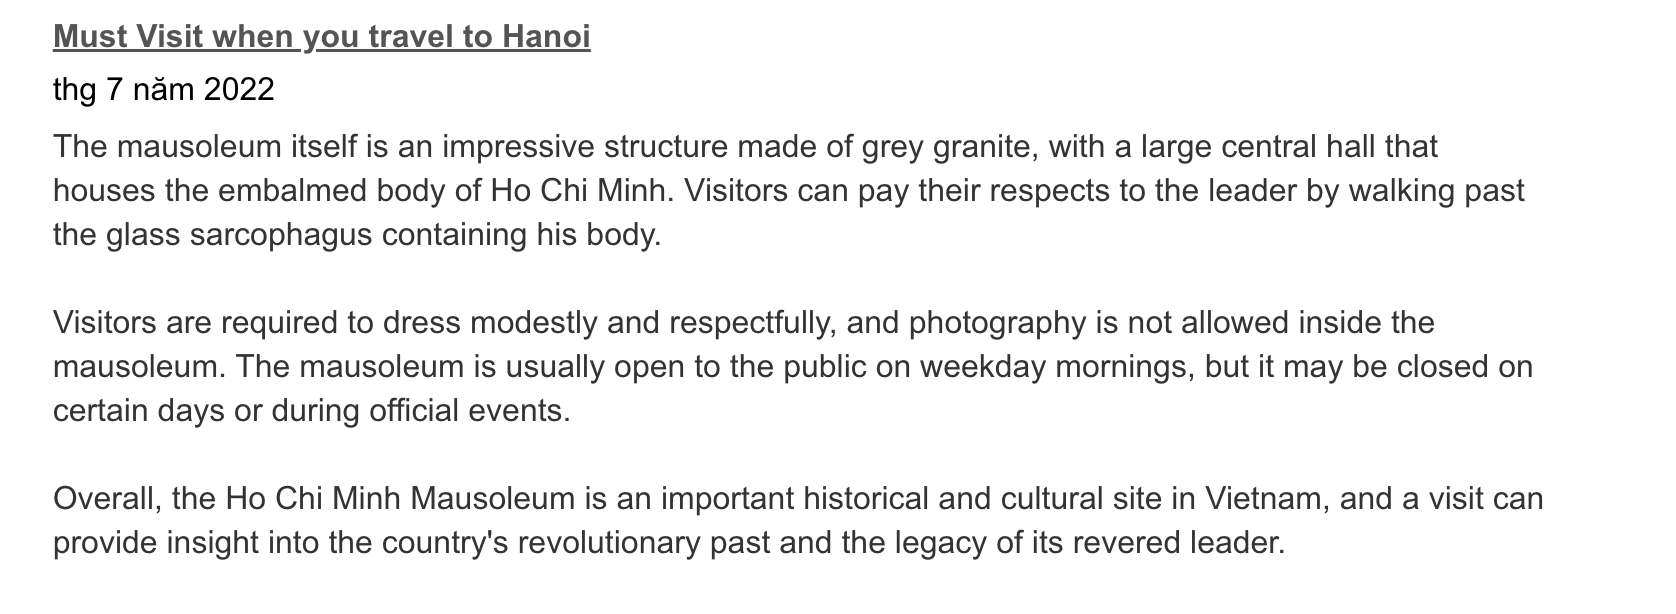 Must Visit when you travel to Hanoi
thg 7 năm 2022
The mausoleum itself is an impressive structure made of grey granite, with a large central hall that
houses the embalmed body of Ho Chi Minh. Visitors can pay their respects to the leader by walking past
the glass sarcophagus containing his body.
Visitors are required to dress modestly and respectfully, and photography is not allowed inside the
mausoleum. The mausoleum is usually open to the public on weekday mornings, but it may be closed on
certain days or during official events.
Overall, the Ho Chi Minh Mausoleum is an important historical and cultural site in Vietnam, and a visit can
provide insight into the country's revolutionary past and the legacy of its revered leader.